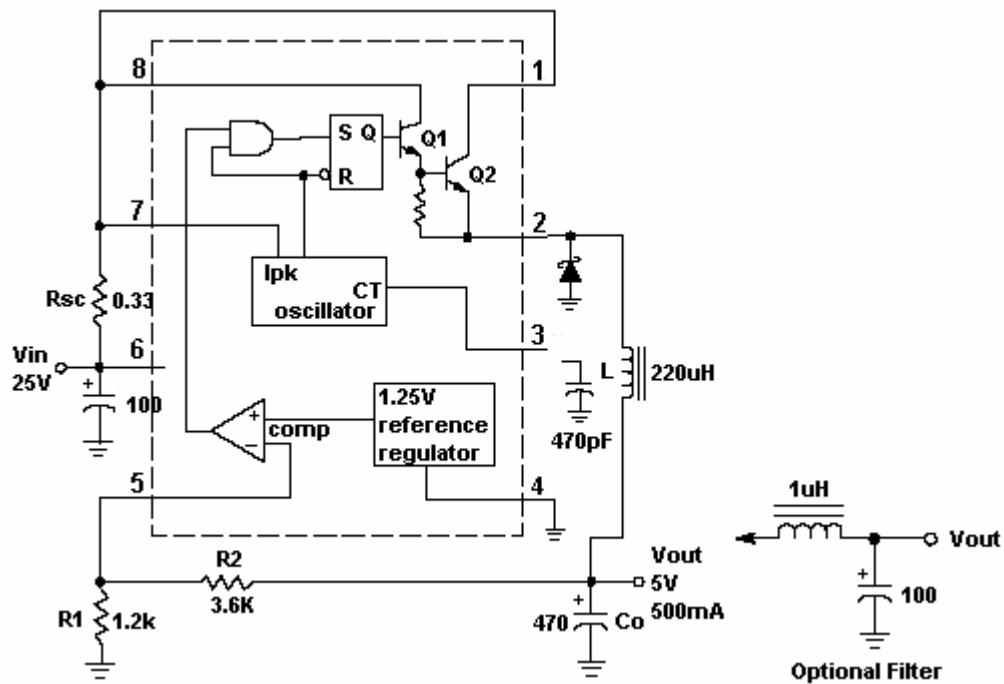 8
1
S Q
R
Q1
Q2
7
2
Ipk
CT
oscillator
Rsc
0.33
3
Vin
25V
6
+
100
L
220uH
470pF
1.25V
reference
regulator
+
−
comp
5
4
1uH
Vout
R2
3.6K
Vout
5V
500mA
+
470
Co
+
100
R1
1.2k
Optional Filter